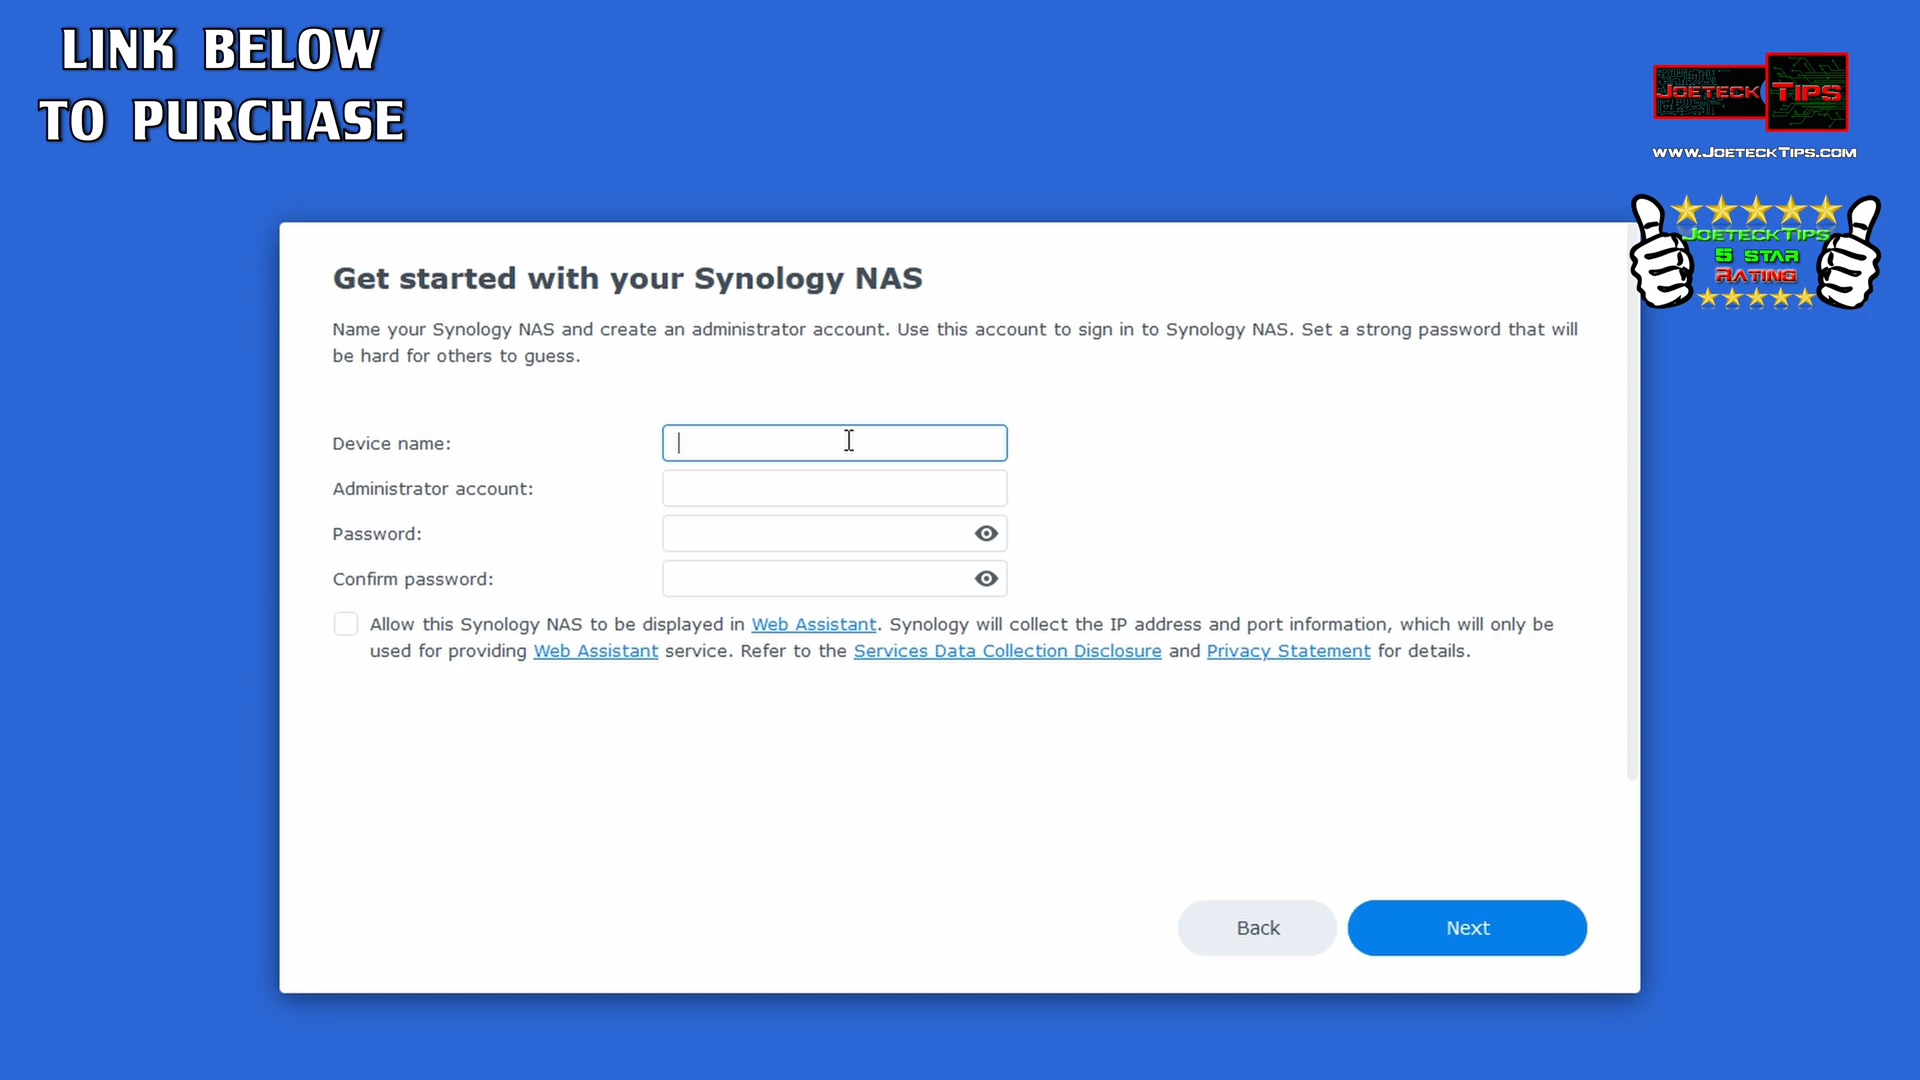 LINK BELOW
TO PURCHASE
JOETECK TIPS
WWW.JOETECKTIPS.COM
JOETECKTIPS
5 STAR
RATING
Get started with your Synology NAS
Name your Synology NAS and create an administrator account. Use this account to sign in to Synology NAS. Set a strong password that will
be hard for others to guess.
Device name:
Administrator account:
Password:
Confirm password:
Allow this Synology NAS to be displayed in Web Assistant. Synology will collect the IP address and port information, which will only be
used for providing Web Assistant service. Refer to the Services Data Collection Disclosure and Privacy Statement for details.
Back
Next